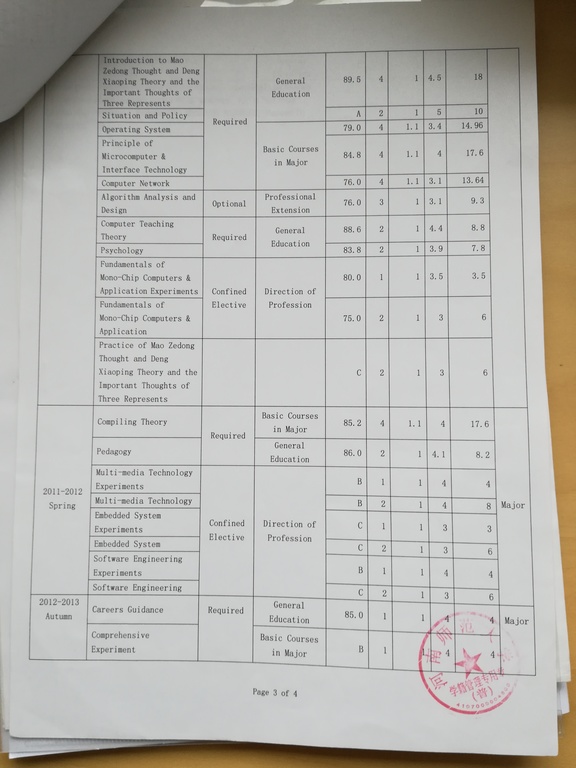 Introduction to Mao
Zedong Thought and Deng
Xiaoping Theory and the
Important Thoughts of
Three Represents
Required
General
Education
89.5 4 1 4.5 18
Situation and Policy A 2 1 5 10
Operating System
Basic Courses
in Major
79.0 4 1.1 3.4 14.96
Principle of
Microcomputer &
Interface Technology
84.8 4 1.1 4 17.6
Computer Network 76.0 4 1.1 3.1 13.64
Algorithm Analysis and
Design
Optional
Professional
Extension
76.0 3 1 3.1 9.3
Computer Teaching
Theory
Required
General
Education
88.6 2 1 4.4 8.8
Psychology 83.8 2 1 3.9 7.8
Fundamentals of
Mono-Chip Computers &
Application Experiments
Confined
Elective
Direction of
Profession
80.0 1 1 3.5 3.5
Fundamentals of
Mono-Chip Computers &
Application
75.0 2 1 3 6
Practice of Mao Zedong
Thought and Deng
Xiaoping Theory and the
Important Thoughts of
Three Represents
C 2 1 3 6
2011-2012
Spring
Compiling Theory
Required
Basic Courses
in Major
85.2 4 1.1 4 17.6
Major
Pedagogy
General
Education
86.0 2 1 4.1 8.2
Multi-media Technology
Experiments
Confined
Elective
Direction of
Profession
B 1 1 4 4
Multi-media Technology B 2 1 4 8
Embedded System
Experiments
C 1 1 3 3
Embedded System C 2 1 3 6
Software Engineering
Experiments
B 1 1 4 4
Software Engineering C 2 1 3 6
2012-2013
Autumn
Careers Guidance
Required
General
Education
85.0 1 1 4 4
Major
Comprehensive
Experiment
Basic Courses
in Major
B 1 1 4 4
河南师范大学
学籍管理专用章
Page 3 of 4